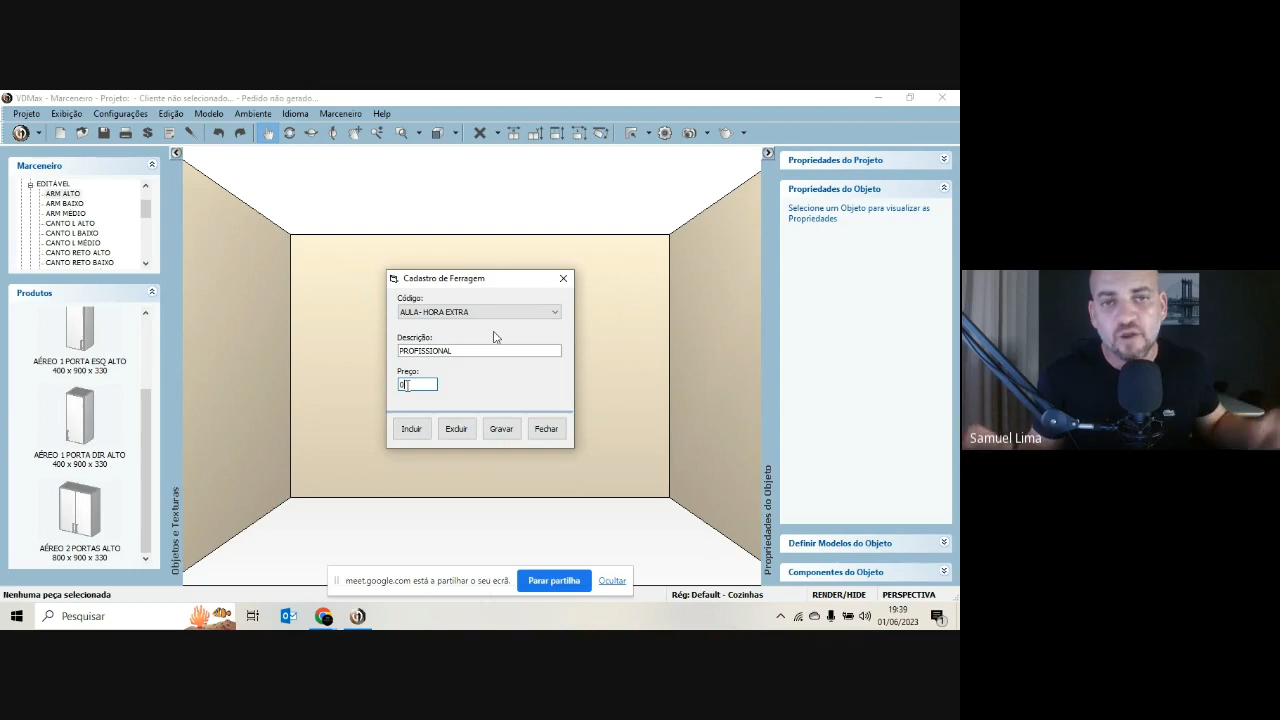 VDMax - Marceneiro - Projeto: - Cliente não selecionado... - Pedido não gerado...
Projeto Exibição Configurações Edição Modelo Ambiente Idioma Marceneiro Help
Marceneiro
EDITÁVEL
ARM ALTO
ARM BAIXO
ARM MÉDIO
CANTO L ALTO
CANTO L BAIXO
CANTO L MÉDIO
CANTO RETO ALTO
CANTO RETO BAIXO
Produtos
AÉREO 1 PORTA ESQ ALTO
400 x 900 x 330
AÉREO 1 PORTA DIR ALTO
400 x 900 x 330
AÉREO 2 PORTAS ALTO
800 x 900 x 330
Objetos e Texturas
Cadastro de Ferragem
Código:
AULA- HORA EXTRA
Descrição:
PROFISSIONAL
Preço:
0
Incluir Excluir Gravar Fechar
Propriedades do Objeto
Propriedades do Projeto
Propriedades do Objeto
Selecione um Objeto para visualizar as
Propriedades
Definir Modelos do Objeto
Componentes do Objeto
meet.google.com está a partilhar o seu ecrã. Parar partilha Ocultar
Nenhuma peça selecionada Rég: Default - Cozinhas RENDER/HIDE PERSPECTIVA
Pesquisar
19:39
01/06/2023
1
Samuel Lima